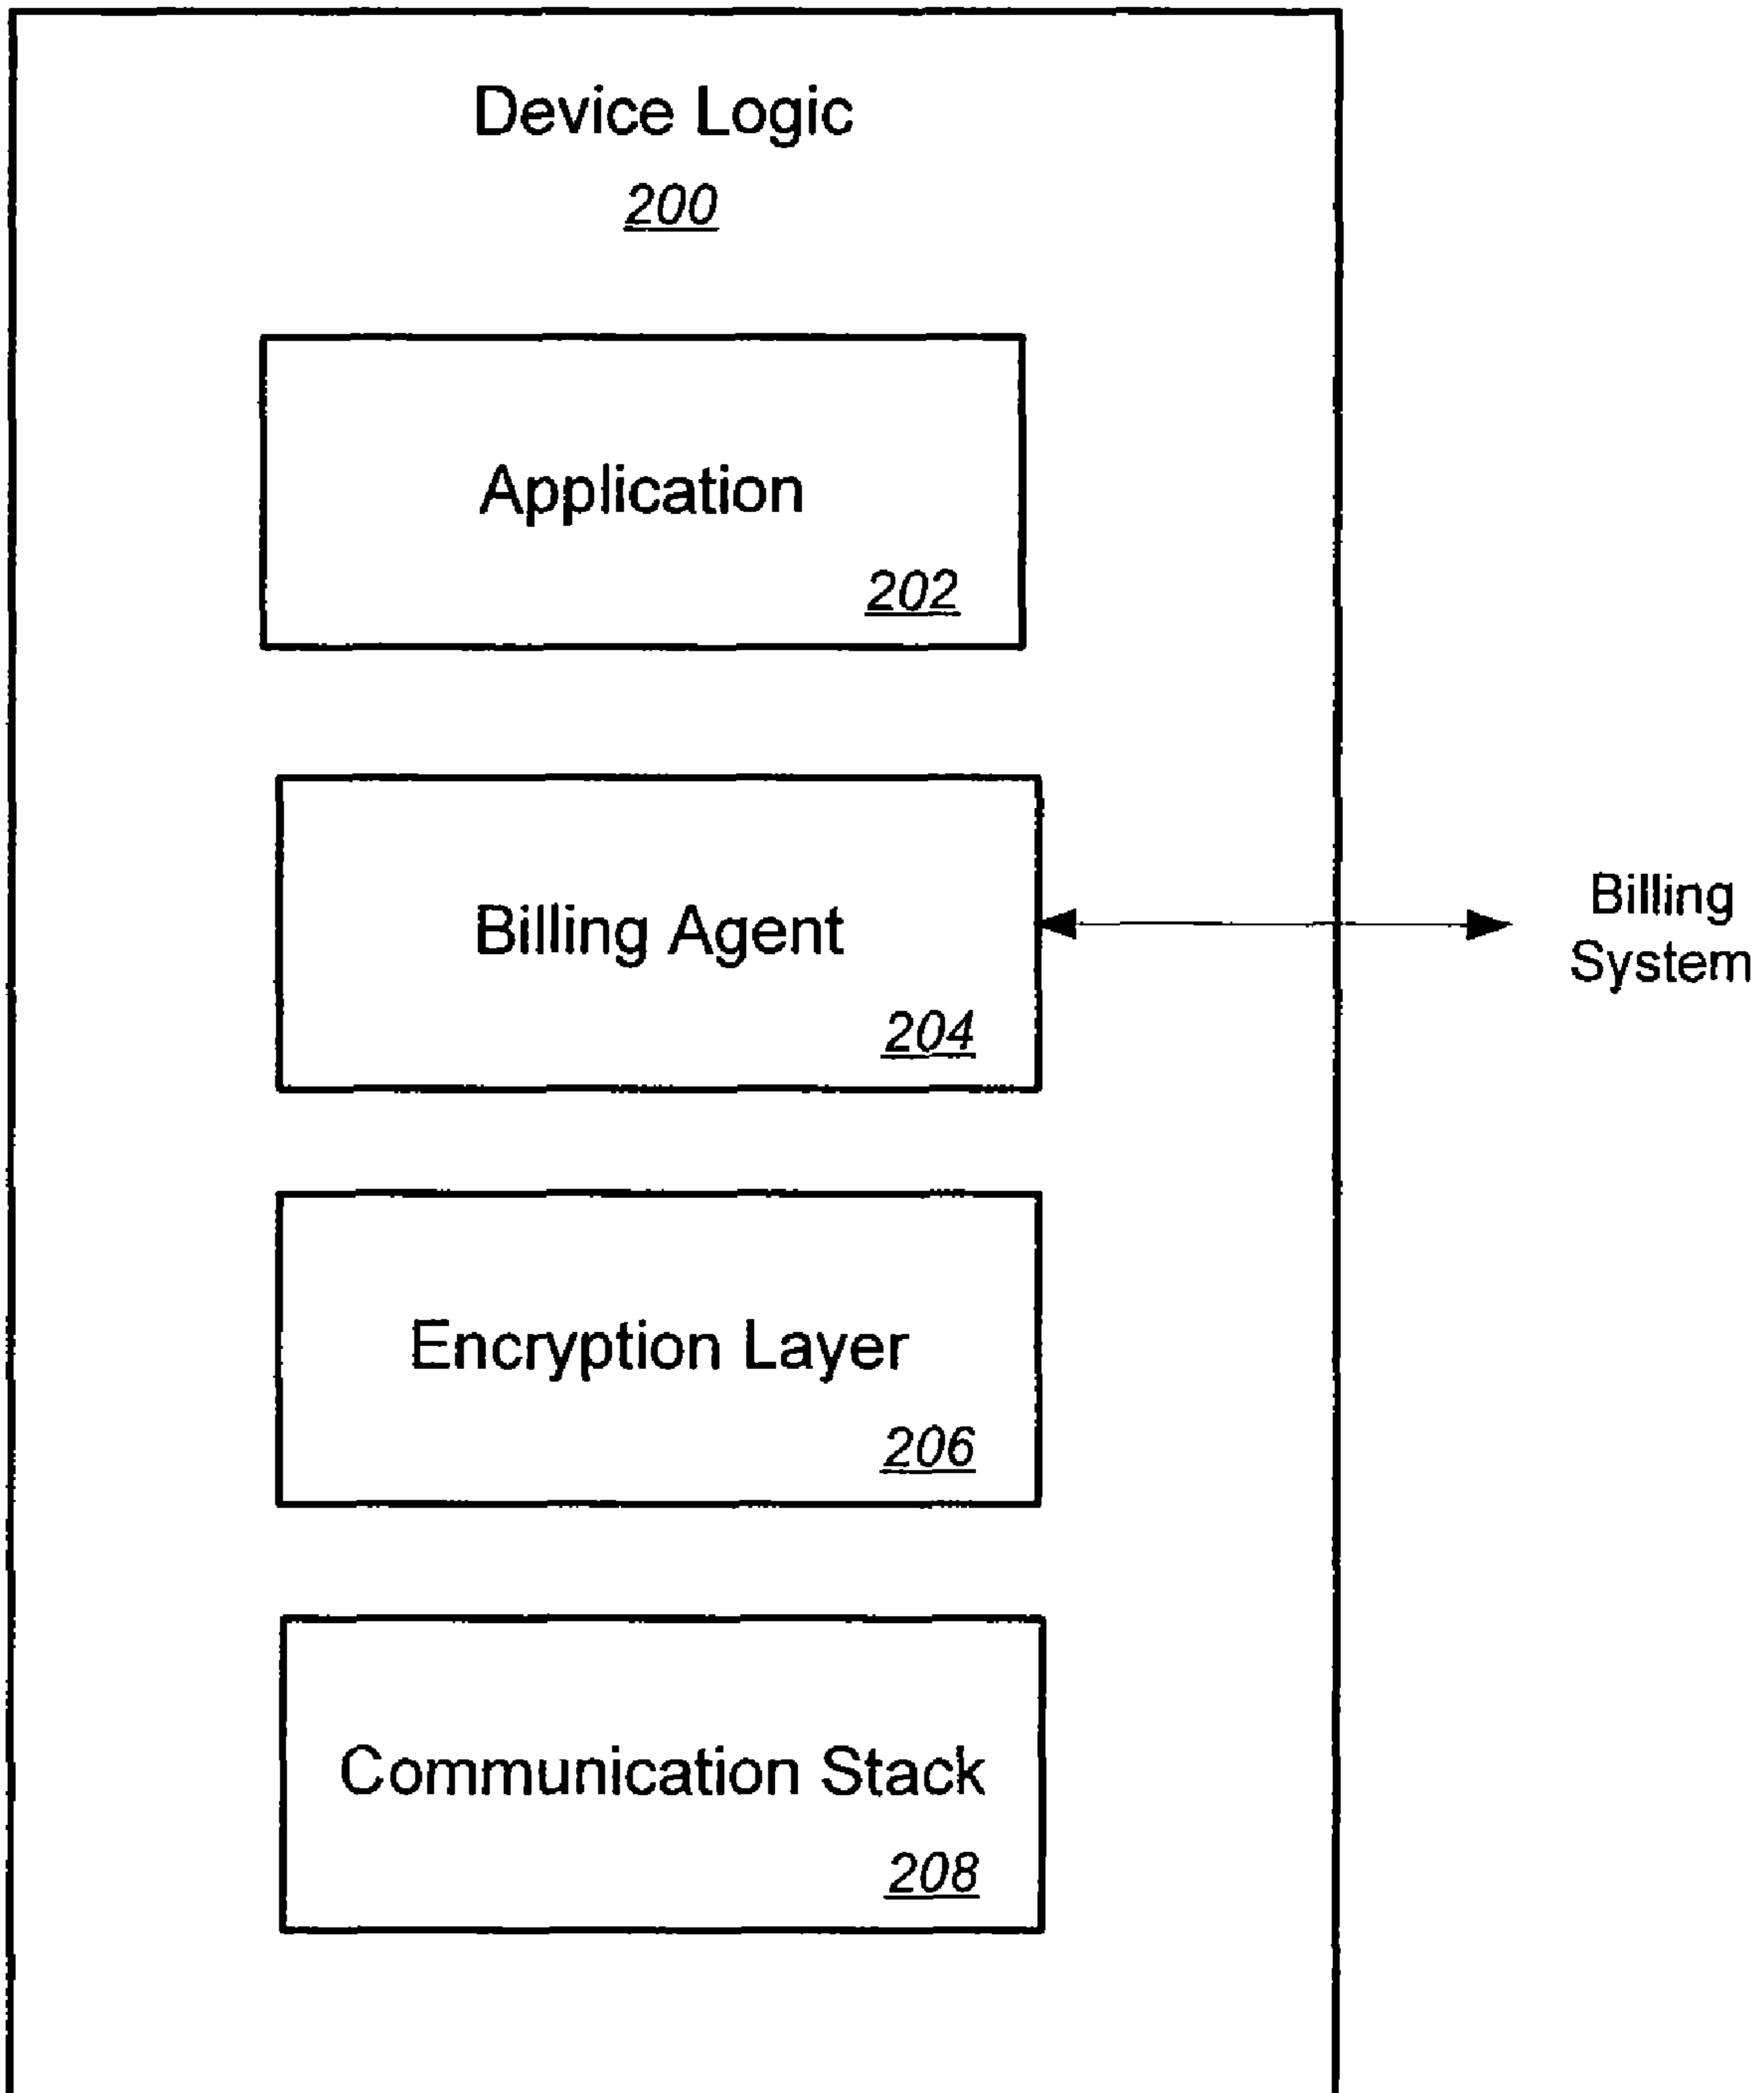 Device Logic
200
Application
202
Billing Agent
204
Billing
System
Encryption Layer
206
Communication Stack
208